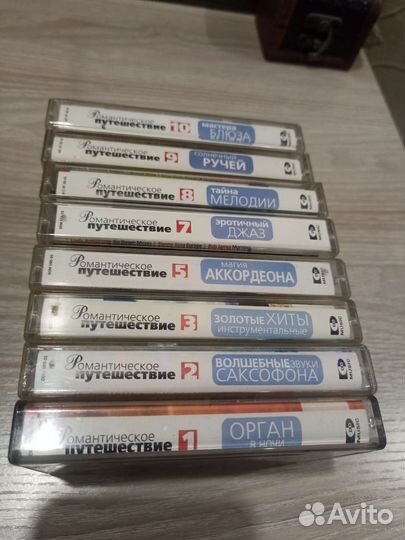 Романтическое
путешествие 10 мастера
БЛЮЗА
Романтическое
путешествие 9 солнечный
РУЧЕЙ
Романтическое
путешествие 8 тайна
МЕЛОДИИ
Романтическое
путешествие 7 эротичный
ДЖАЗ
Романтическое
путешествие 5 магия
АККОРДЕОНА
Романтическое
путешествие 3 ЗОЛОТЫЕ ХИТЫ
инструментальные
Романтическое
путешествие 2 ВОЛШЕБНЫЕ ЗВУКИ
САКСОФОНА
Романтическое
путешествие 1 ОРГАН
в ночи
MUSIC
Avito